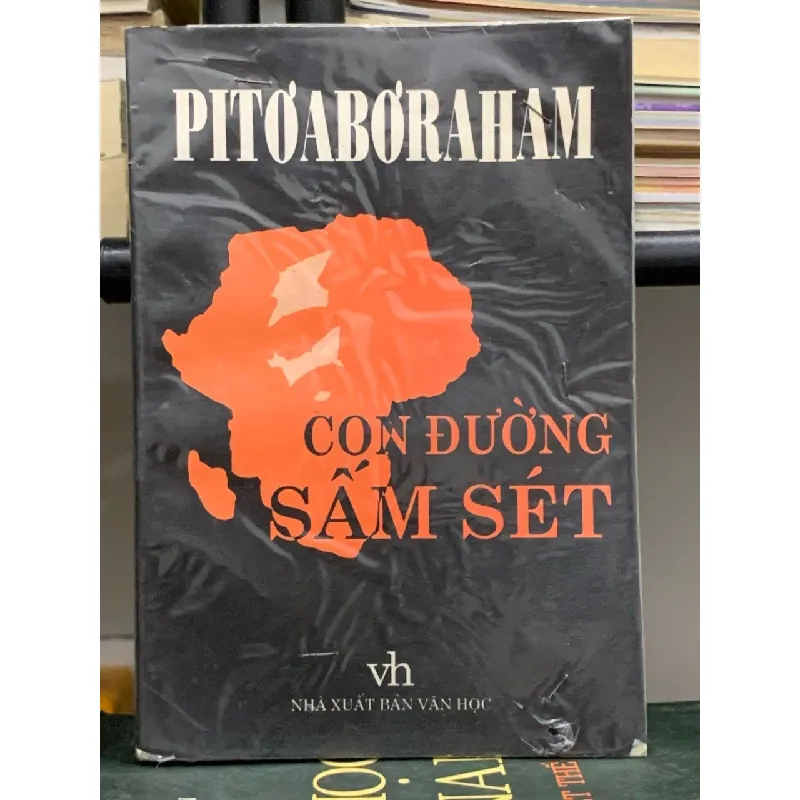 PITƠABƠRAHAM
CON ĐƯỜNG
SẤM SÉT
vh
NHÀ XUẤT BẢN VĂN HỌC